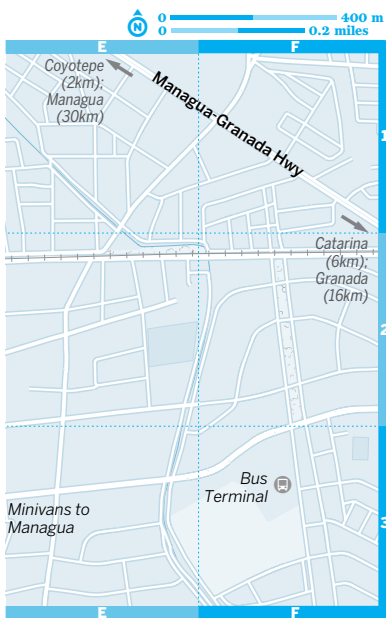 0 400 m
N
0 0.2 miles
E F
Coyotepe
(2km);
Managua
(30km)
Managua-Granada Hwy
1
Catarina
(6km);
Granada
(16km)
2
Bus
Terminal
Minivans to
Managua
3
E F